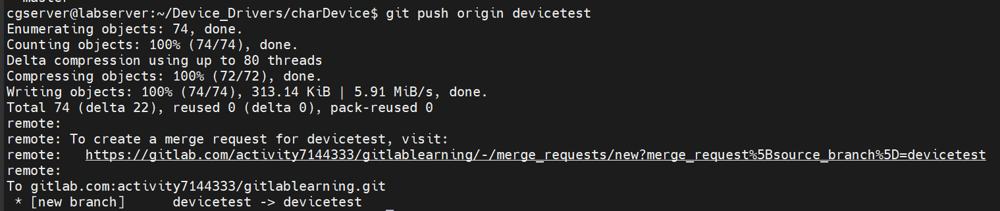 master
cgserver@labserver:~/Device_Drivers/charDevice$ git push origin devicetest
Enumerating objects: 74, done.
Counting objects: 100% (74/74), done.
Delta compression using up to 80 threads
Compressing objects: 100% (72/72), done.
Writing objects: 100% (74/74), 313.14 KiB | 5.91 MiB/s, done.
Total 74 (delta 22), reused 0 (delta 0), pack-reused 0
remote:
remote: To create a merge request for devicetest, visit:
remote:   https://gitlab.com/activity7144333/gitlablearning/-/merge_requests/new?merge_request%5Bsource_branch%5D=devicetest
remote:
To gitlab.com:activity7144333/gitlablearning.git
 * [new branch]      devicetest -> devicetest